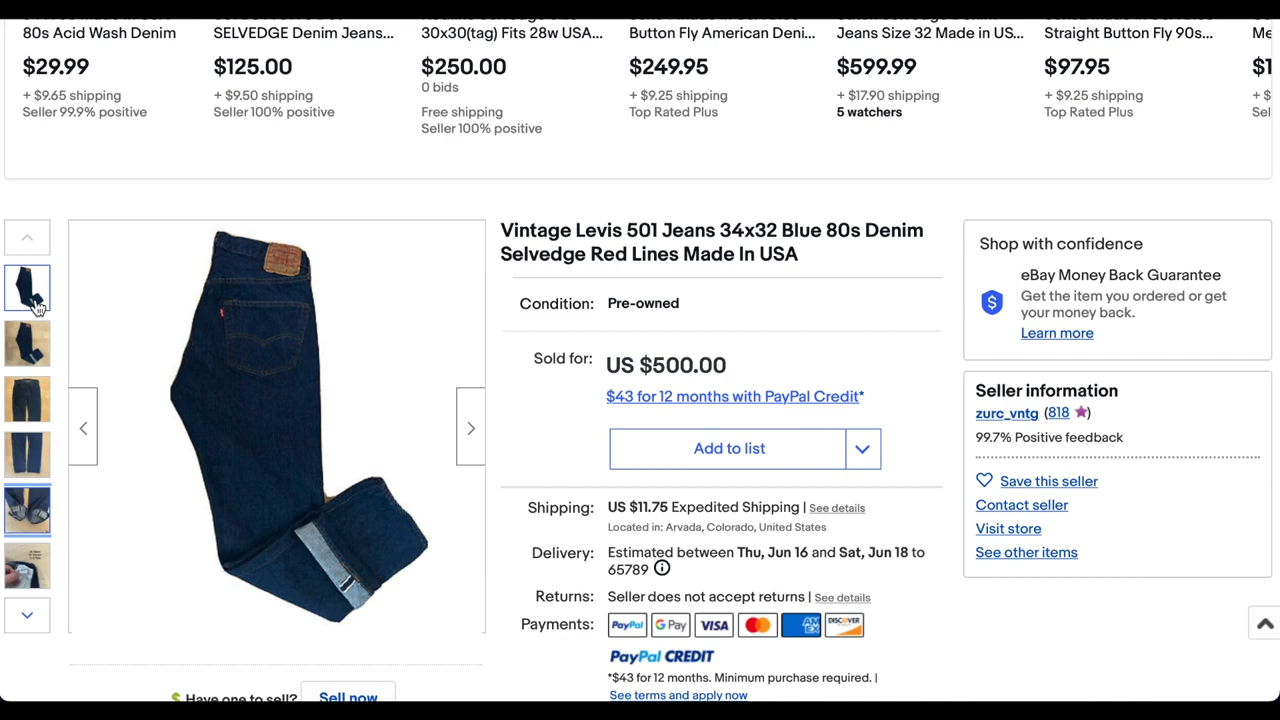 80s Acid Wash Denim
SELVEDGE Denim Jeans...
30x30(tag) Fits 28w USA...
Button Fly American Deni...
Jeans Size 32 Made in US...
Straight Button Fly 90s...
Me
$29.99
$125.00
$250.00
$249.95
$599.99
$97.95
$1
0 bids
+ $9.65 shipping
+ $9.50 shipping
Free shipping
+ $9.25 shipping
+ $17.90 shipping
+ $9.25 shipping
+ $
Seller 99.9% positive
Seller 100% positive
Seller 100% positive
Top Rated Plus
5 watchers
Top Rated Plus
Sel
Vintage Levis 501 Jeans 34x32 Blue 80s Denim
Selvedge Red Lines Made In USA
Condition: Pre-owned
Sold for: US $500.00
$43 for 12 months with PayPal Credit*
Add to list
Shipping: US $11.75 Expedited Shipping | See details
Located in: Arvada, Colorado, United States
Delivery: Estimated between Thu, Jun 16 and Sat, Jun 18 to
65789
Returns: Seller does not accept returns | See details
Payments: PayPal G Pay VISA AMEX DISCOVER
PayPal CREDIT
*$43 for 12 months. Minimum purchase required. |
See terms and apply now
Shop with confidence
eBay Money Back Guarantee
Get the item you ordered or get
your money back.
Learn more
Seller information
zurc_vntg (818)
99.7% Positive feedback
Save this seller
Contact seller
Visit store
See other items
Have one to sell? Sell now